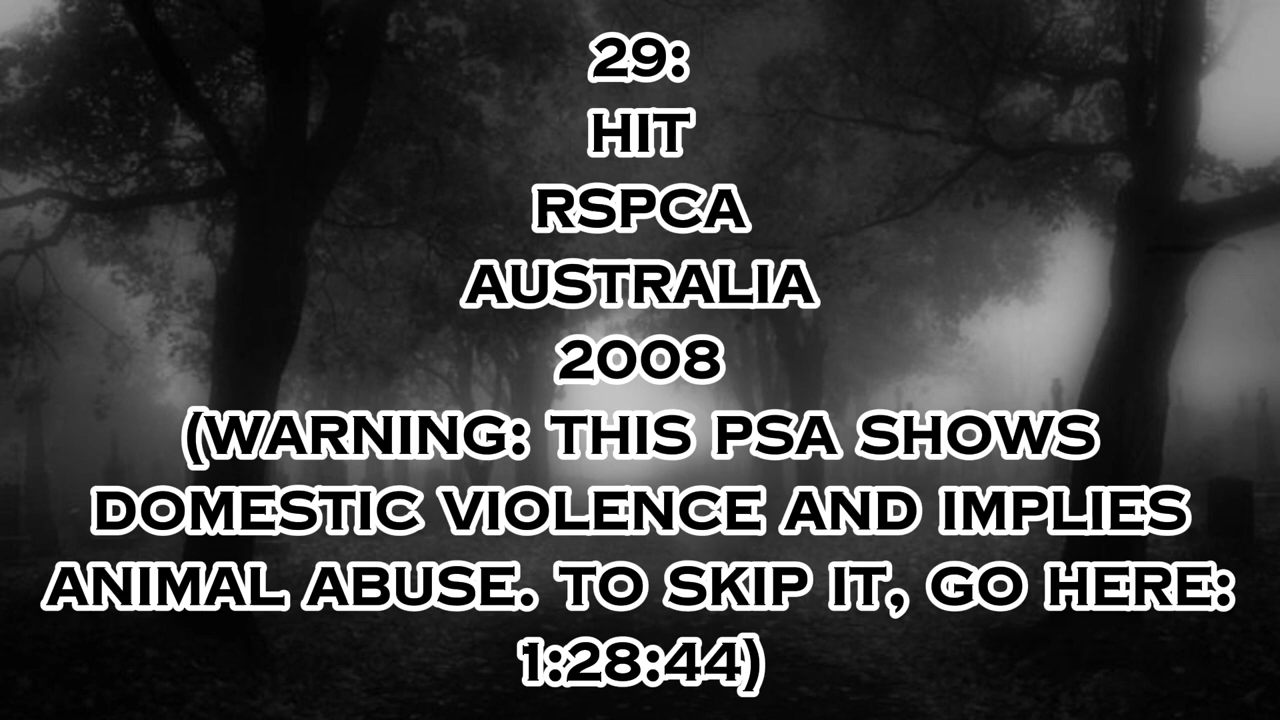 29:
HIT
RSPCA
AUSTRALIA
2008
(WARNING: THIS PSA SHOWS
DOMESTIC VIOLENCE AND IMPLIES
ANIMAL ABUSE. TO SKIP IT, GO HERE:
1:28:44)